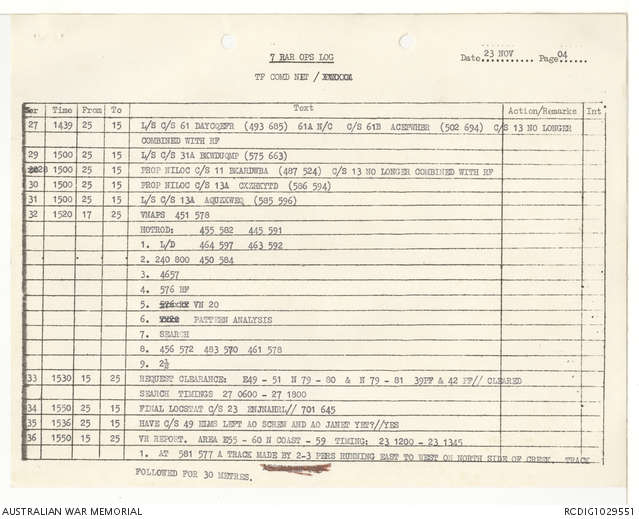 7 RAR OPS LOG
Date 23 NOV Page 04
TF COMD NET /
Ser Time From To Text Action/Remarks Int
27 1439 25 15 L/S C/S 61 DAYCQEFR (493 685) 61A N/C C/S 61B ACEFWHBR (502 694) C/S 13 NO LONGER
COMBINED WITH RF
29 1500 25 15 L/S C/S 31A BKWDUQMP (575 663)
28 1500 25 15 PROP NILOC C/S 11 BKARDWBA (487 524) C/S 13 NO LONGER COMBINED WITH RF
30 1500 25 15 PROP NILOC C/S 13A CXZHKYTD (586 594)
31 1500 25 15 L/S C/S 13A AQUZXWEQ (585 596)
32 1520 17 25 VNAPS 451 578
HOTROD: 455 582 445 591
1. L/D 464 597 463 592
2. 240 800 450 584
3. 4657
4. 576 RF
5. VN 20
6. PATTERN ANALYSIS
7. SEARCH
8. 456 572 483 570 461 578
9. 2½
33 1530 15 25 REQUEST CLEARANCE: E49 - 51 N 79 - 80 & N 79 - 81 39PF & 42 PF// CLEARED
SEARCH TIMINGS 27 0600 - 27 1800
34 1550 25 15 FINAL LOCSTAT C/S 23 ENJNAHRL// 701 645
35 1536 25 15 HAVE C/S 49 ELMS LEFT AO SCHEN AND AO JANET YET?//YES
36 1550 15 25 VR REPORT. AREA E55 - 60 N COAST - 59 TIMING: 23 1200 - 23 1345
1. AT 581 577 A TRACK MADE BY 2-3 PERS RUNNING EAST TO WEST ON NORTH SIDE OF CREEK. TRACK
FOLLOWED FOR 30 METRES.
AUSTRALIAN WAR MEMORIAL
RCDIG1029551